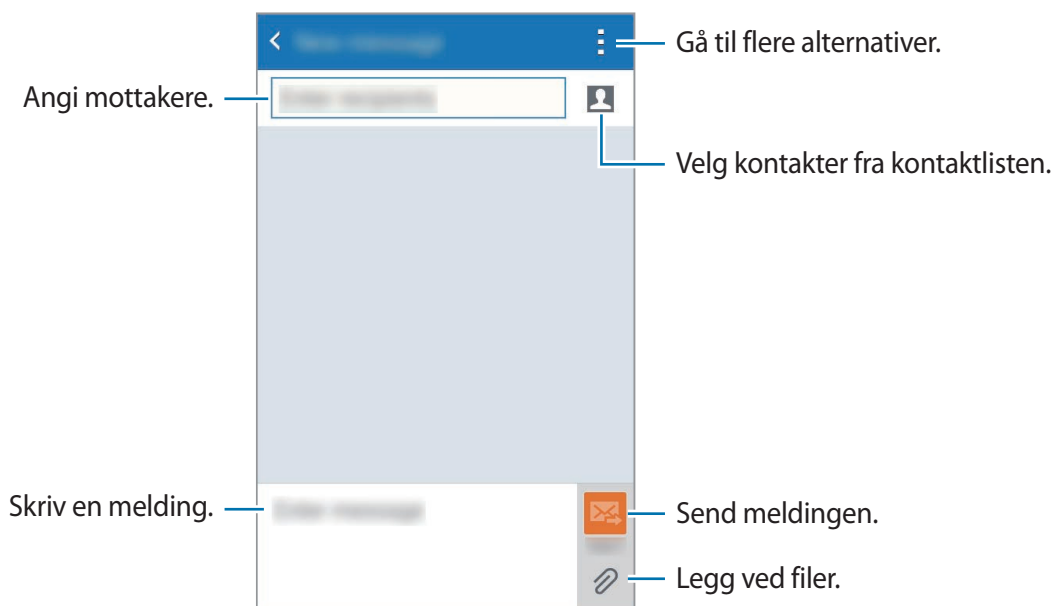 Gå til flere alternativer.
Angi mottakere.
Velg kontakter fra kontaktlisten.
Skriv en melding.
Send meldingen.
Legg ved filer.